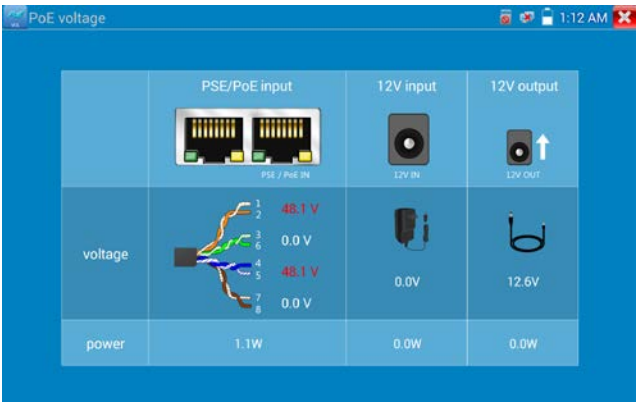 PoE voltage
1:12 AM
PSE/PoE input 12V input 12V output
PSE / PoE IN 12V IN 12V OUT
1 48.1 V
2
3 0.0 V
6
voltage
4 48.1 V
5
0.0V 12.6V
7 0.0 V
8
power 1.1W 0.0W 0.0W